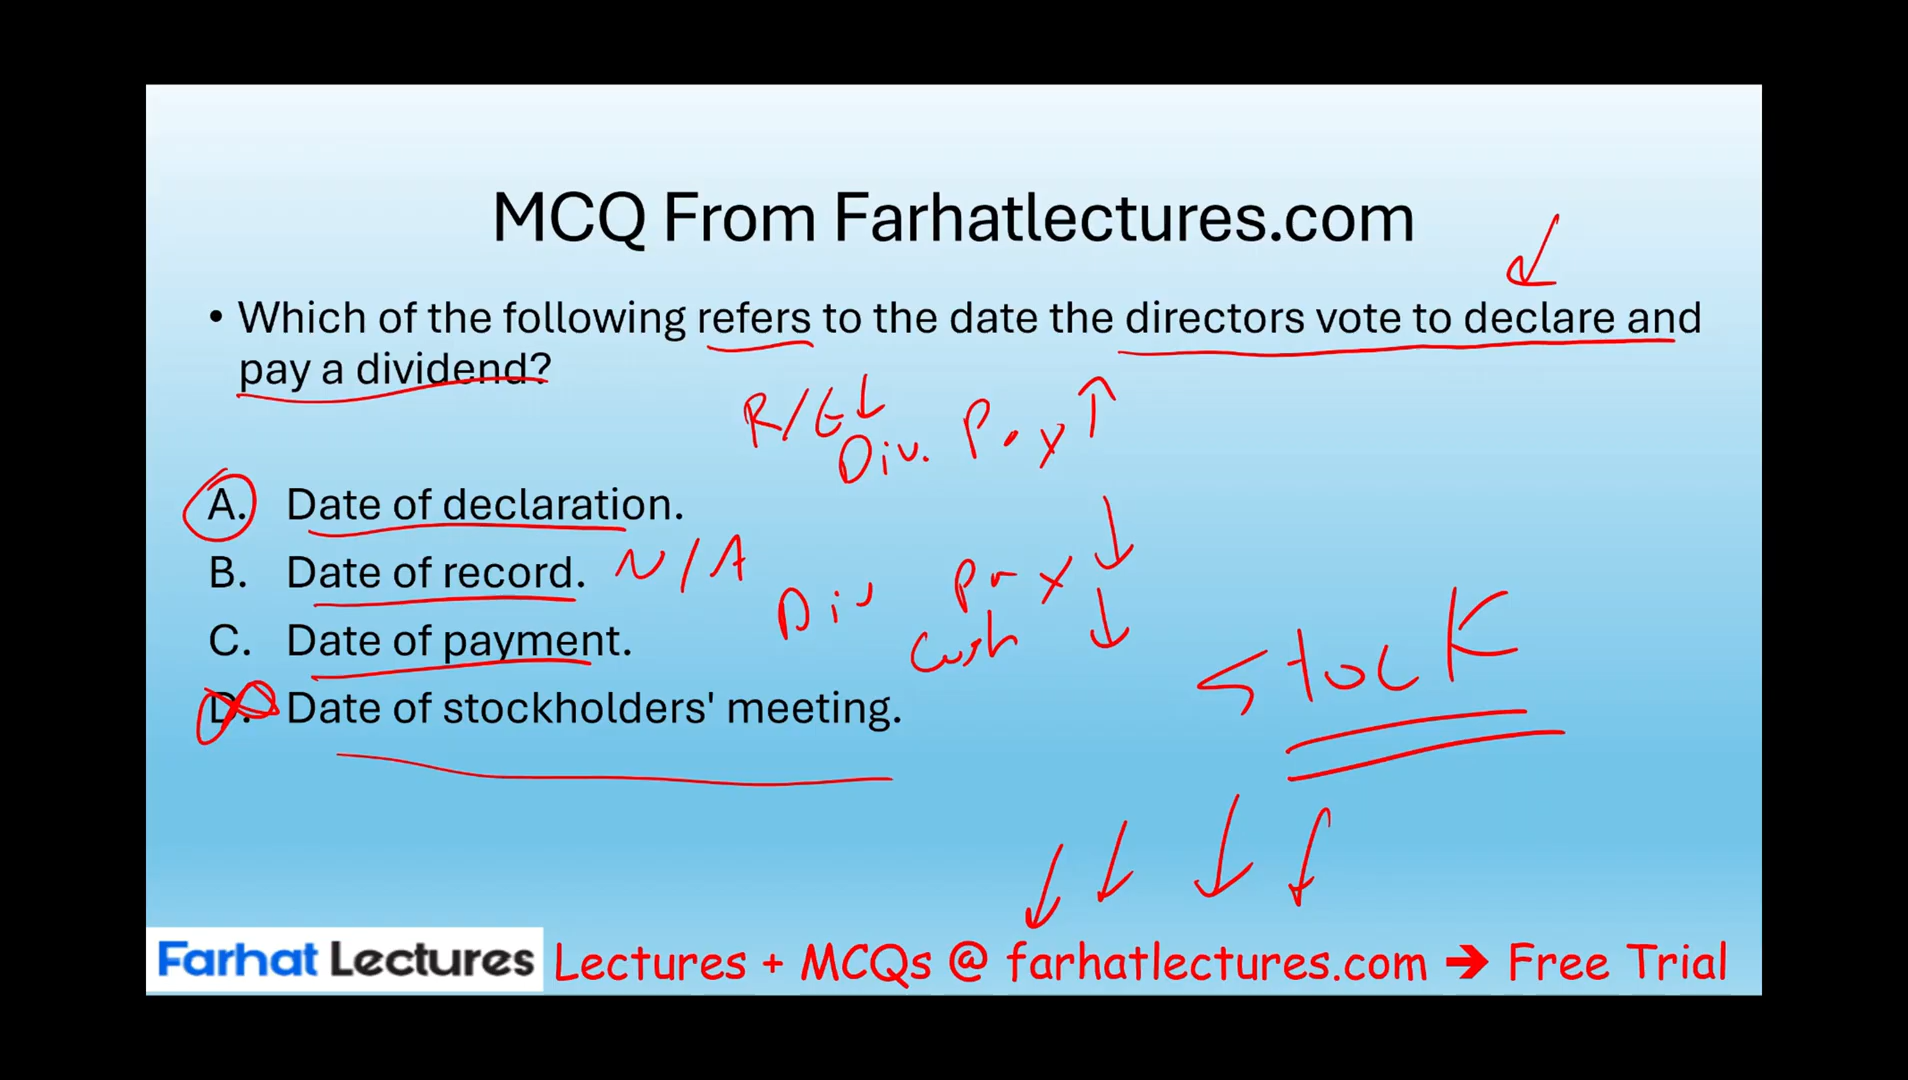 MCQ From Farhatlectures.com
• Which of the following refers to the date the directors vote to declare and
pay a dividend?
R/E↓
Div. Pay ↑
A. Date of declaration.
B. Date of record. N/A
Div Pay ↓
C. Date of payment.
Cash ↓
Stock
D. Date of stockholders' meeting.
Farhat Lectures Lectures + MCQs @ farhatlectures.com → Free Trial